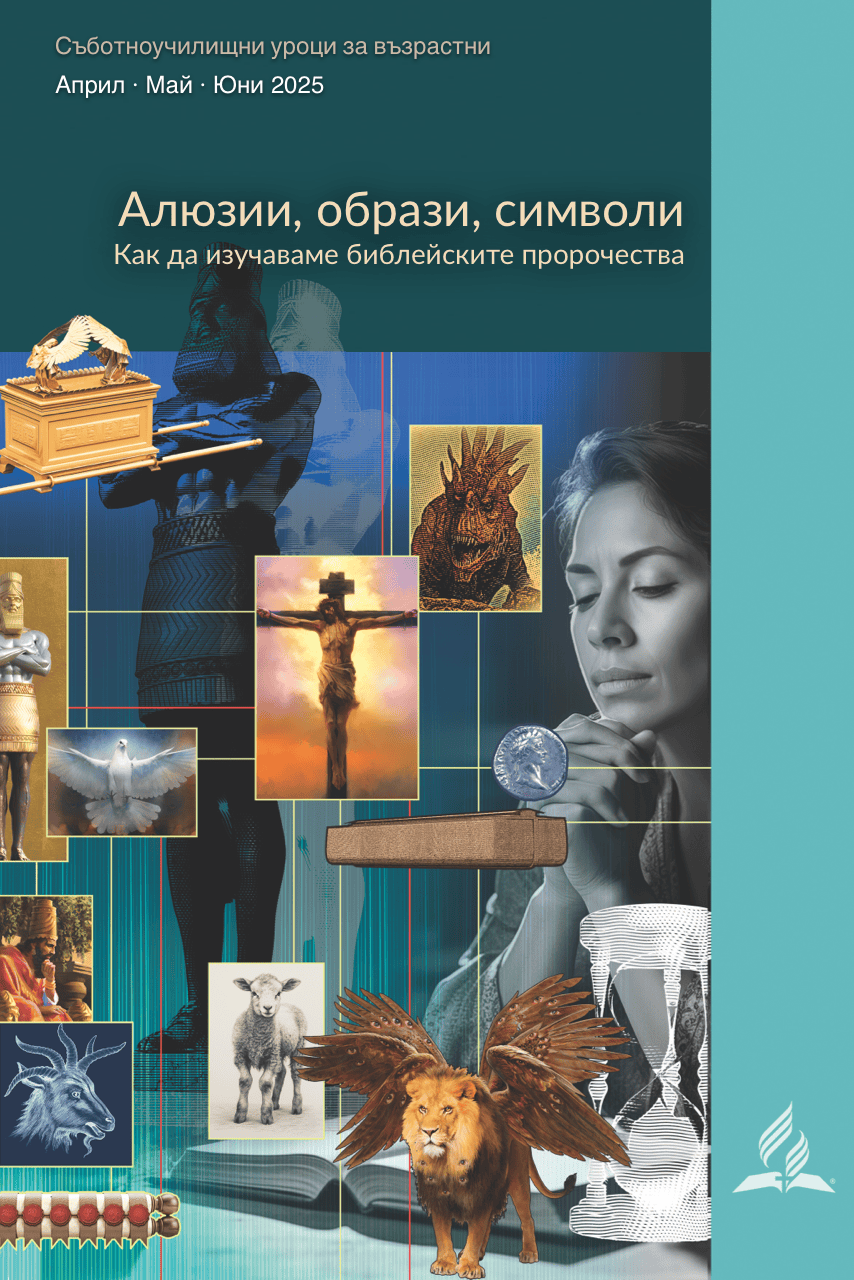 Съботноучилищни уроци за възрастни
Април · Май · Юни 2025
Алюзии, образи, символи
Как да изучаваме библейските пророчества